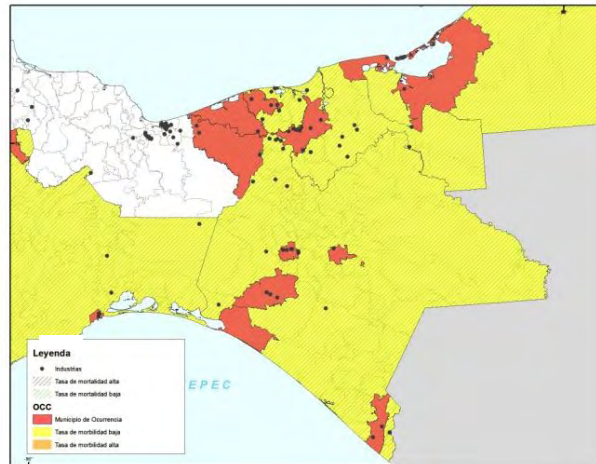 EPEC
Leyenda
Industrias
Tasa de mortalidad alta
Tasa de mortalidad baja
OCC
Municipio de Ocurrencia
Tasa de morbilidad baja
Tasa de morbilidad alta